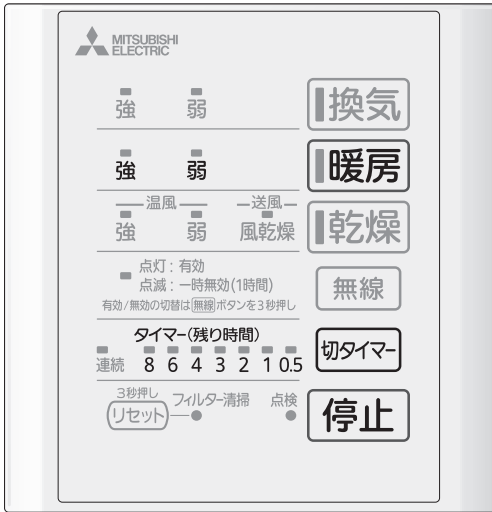 MITSUBISHI
ELECTRIC
強 弱 換気
強 弱 暖房
温風 送風
強 弱 風乾燥 乾燥
点灯：有効
点滅：一時無効(1時間)
有効/無効の切替は無線ボタンを3秒押し
無線
タイマー(残り時間)
連続 8 6 4 3 2 1 0.5
切タイマー
3秒押し
リセット フィルター清掃 点検
停止